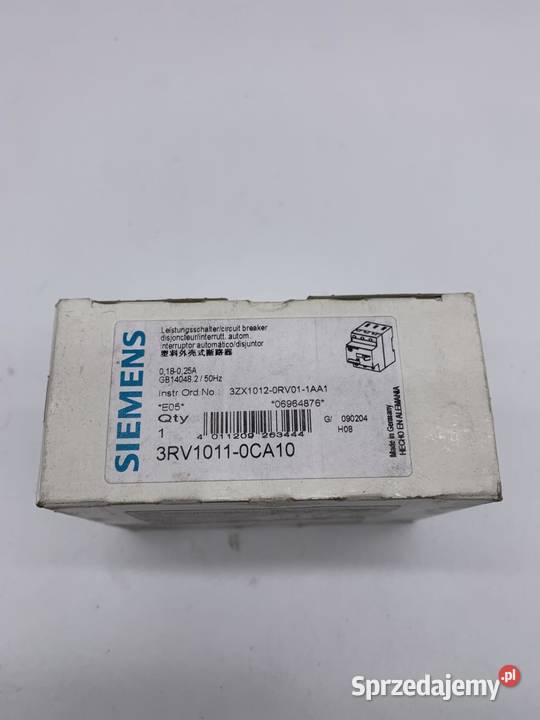 SIEMENS
Leistungsschalter/circuit breaker
disjoncteur/interrutt. autom.
interruptor automático/disjuntor
塑料外壳式断路器
0,18-0,25A
GB14048.2 / 50Hz
Instr.Ord.No.: 3ZX1012-0RV01-1AA1
*E05* *06964876*
Qty G/ 090204
1 4 011209 263444 H08
3RV1011-0CA10
Made in Germany
HECHO EN ALEMANIA
Sprzedajemy.pl